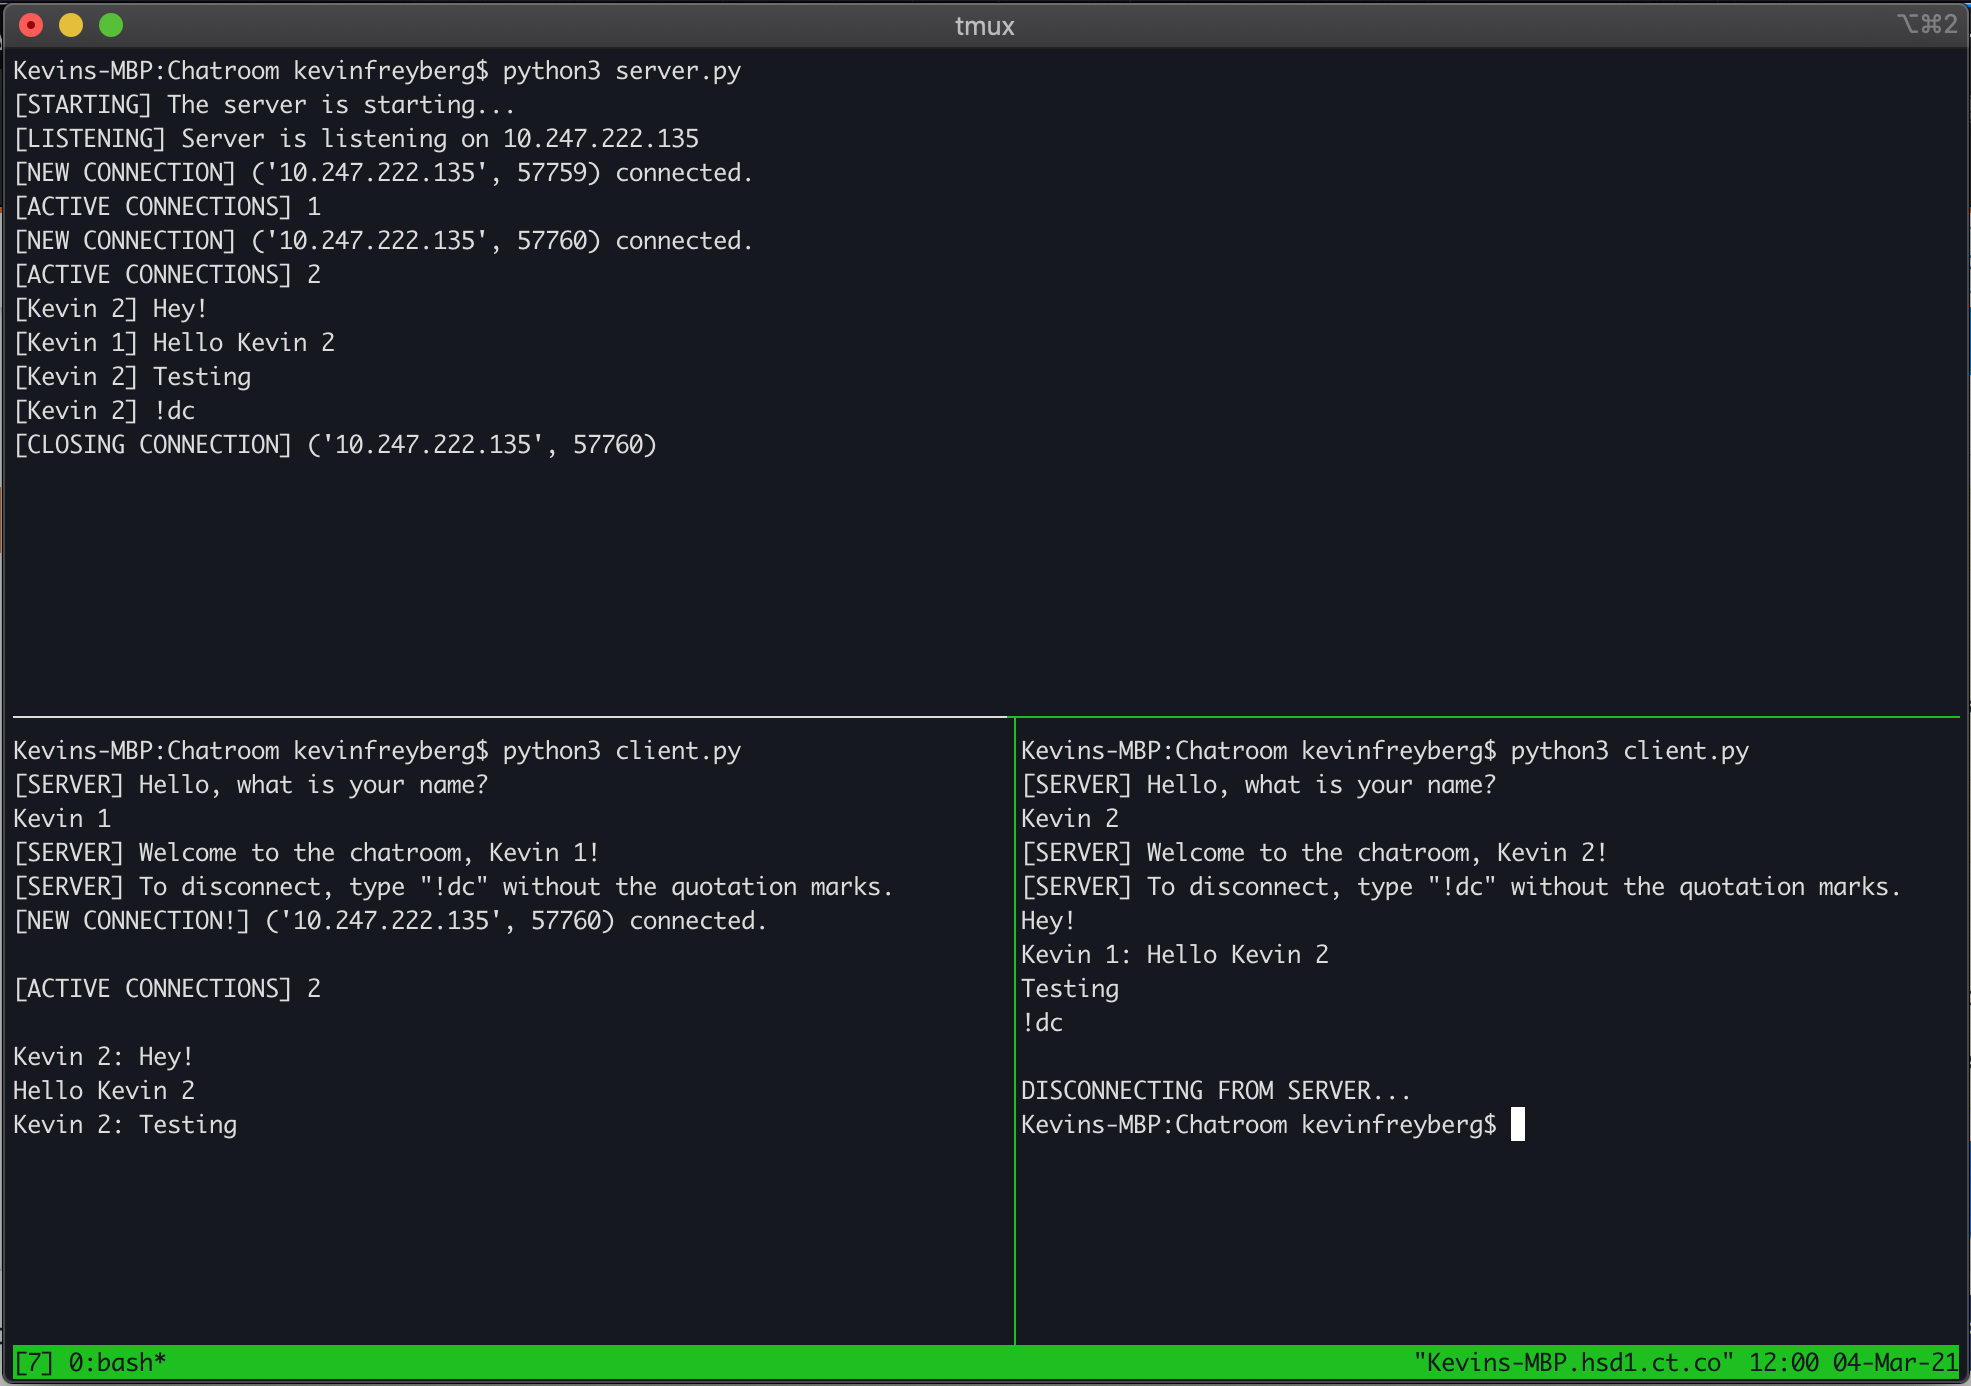 tmux
⌥⌘2
Kevins-MBP:Chatroom kevinfreyberg$ python3 server.py
[STARTING] The server is starting...
[LISTENING] Server is listening on 10.247.222.135
[NEW CONNECTION] ('10.247.222.135', 57759) connected.
[ACTIVE CONNECTIONS] 1
[NEW CONNECTION] ('10.247.222.135', 57760) connected.
[ACTIVE CONNECTIONS] 2
[Kevin 2] Hey!
[Kevin 1] Hello Kevin 2
[Kevin 2] Testing
[Kevin 2] !dc
[CLOSING CONNECTION] ('10.247.222.135', 57760)
Kevins-MBP:Chatroom kevinfreyberg$ python3 client.py
[SERVER] Hello, what is your name?
Kevin 1
[SERVER] Welcome to the chatroom, Kevin 1!
[SERVER] To disconnect, type "!dc" without the quotation marks.
[NEW CONNECTION!] ('10.247.222.135', 57760) connected.
[ACTIVE CONNECTIONS] 2
Kevin 2: Hey!
Hello Kevin 2
Kevin 2: Testing
Kevins-MBP:Chatroom kevinfreyberg$ python3 client.py
[SERVER] Hello, what is your name?
Kevin 2
[SERVER] Welcome to the chatroom, Kevin 2!
[SERVER] To disconnect, type "!dc" without the quotation marks.
Hey!
Kevin 1: Hello Kevin 2
Testing
!dc
DISCONNECTING FROM SERVER...
Kevins-MBP:Chatroom kevinfreyberg$
[7] 0:bash*
"Kevins-MBP.hsd1.ct.co" 12:00 04-Mar-21